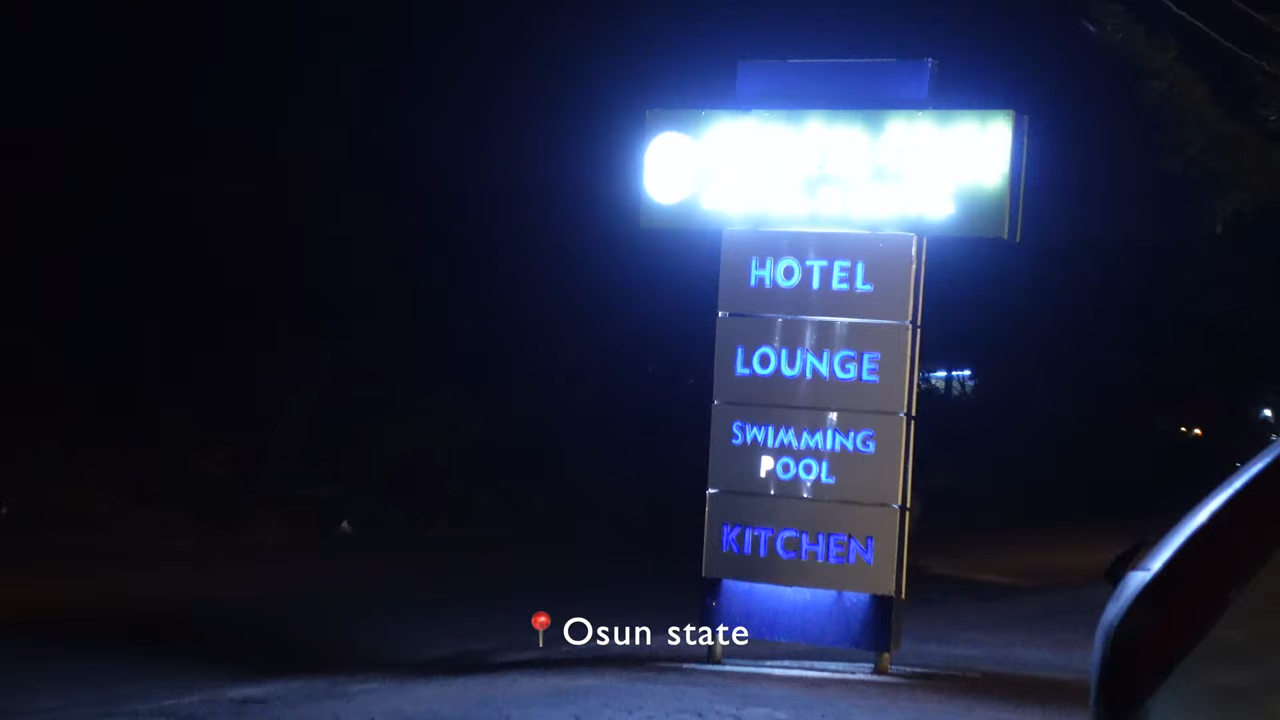 HOTEL
LOUNGE
SWIMMING
POOL
KITCHEN
Osun state